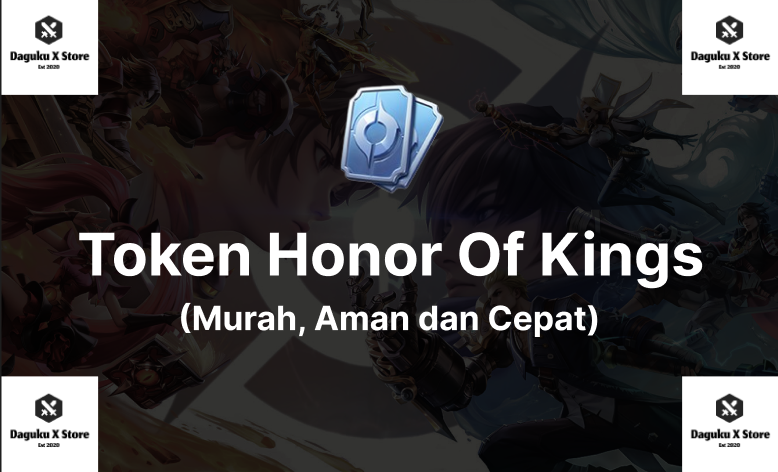 Daguku X Store
Est 2020
Daguku X Store
Est 2020
Token Honor Of Kings
(Murah, Aman dan Cepat)
Daguku X Store
Est 2020
Daguku X Store
Est 2020